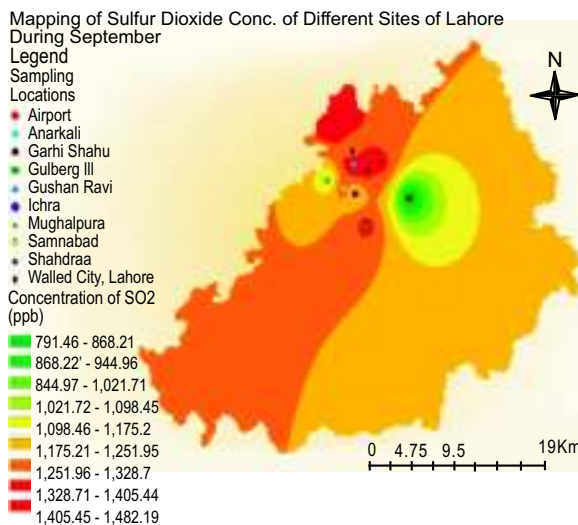 Mapping of Sulfur Dioxide Conc. of Different Sites of Lahore
During September
Legend
Sampling
Locations
Airport
Anarkali
Garhi Shahu
Gulberg III
Gushan Ravi
Ichra
Mughalpura
Samnabad
Shahdraa
Walled City, Lahore
Concentration of SO2
(ppb)
791.46 - 868.21
868.22' - 944.96
844.97 - 1,021.71
1,021.72 - 1,098.45
1,098.46 - 1,175.2
1,175.21 - 1,251.95
1,251.96 - 1,328.7
1,328.71 - 1,405.44
1,405.45 - 1,482.19
N
0 4.75 9.5 19Km